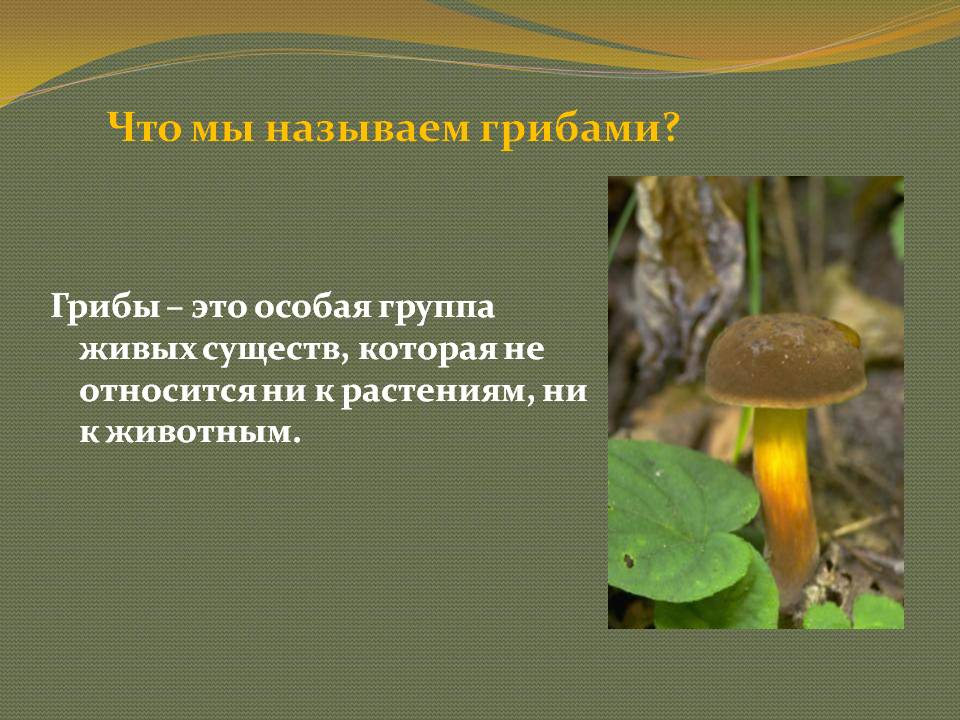 Что мы называем грибами?
Грибы – это особая группа
живых существ, которая не
относится ни к растениям, ни
к животным.